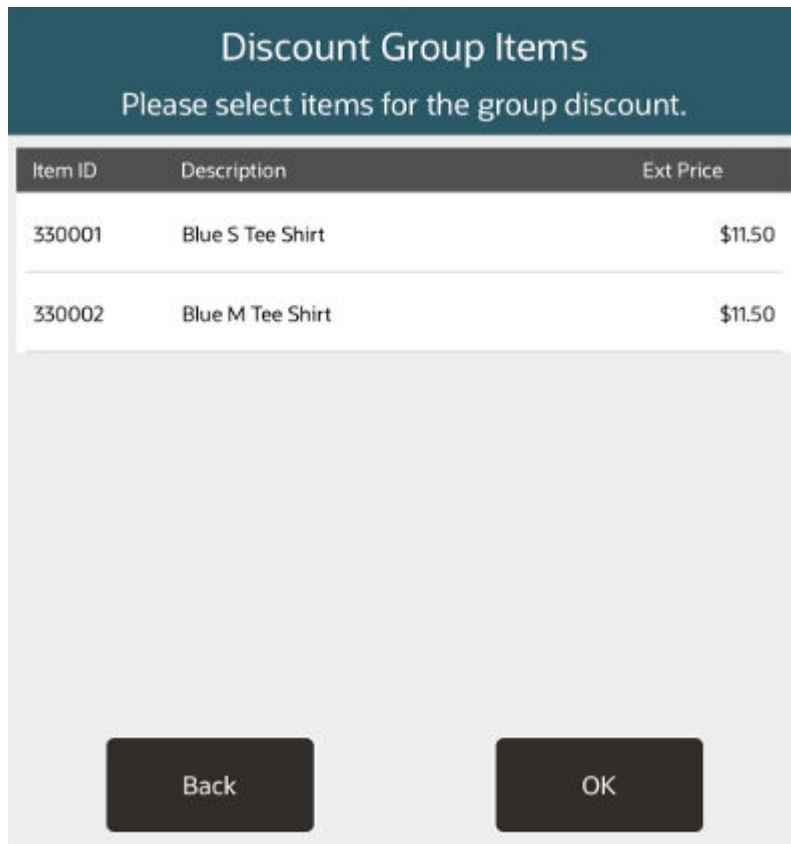 Discount Group Items
Please select items for the group discount.
Item ID Description Ext Price
330001 Blue S Tee Shirt $11.50
330002 Blue M Tee Shirt $11.50
Back OK